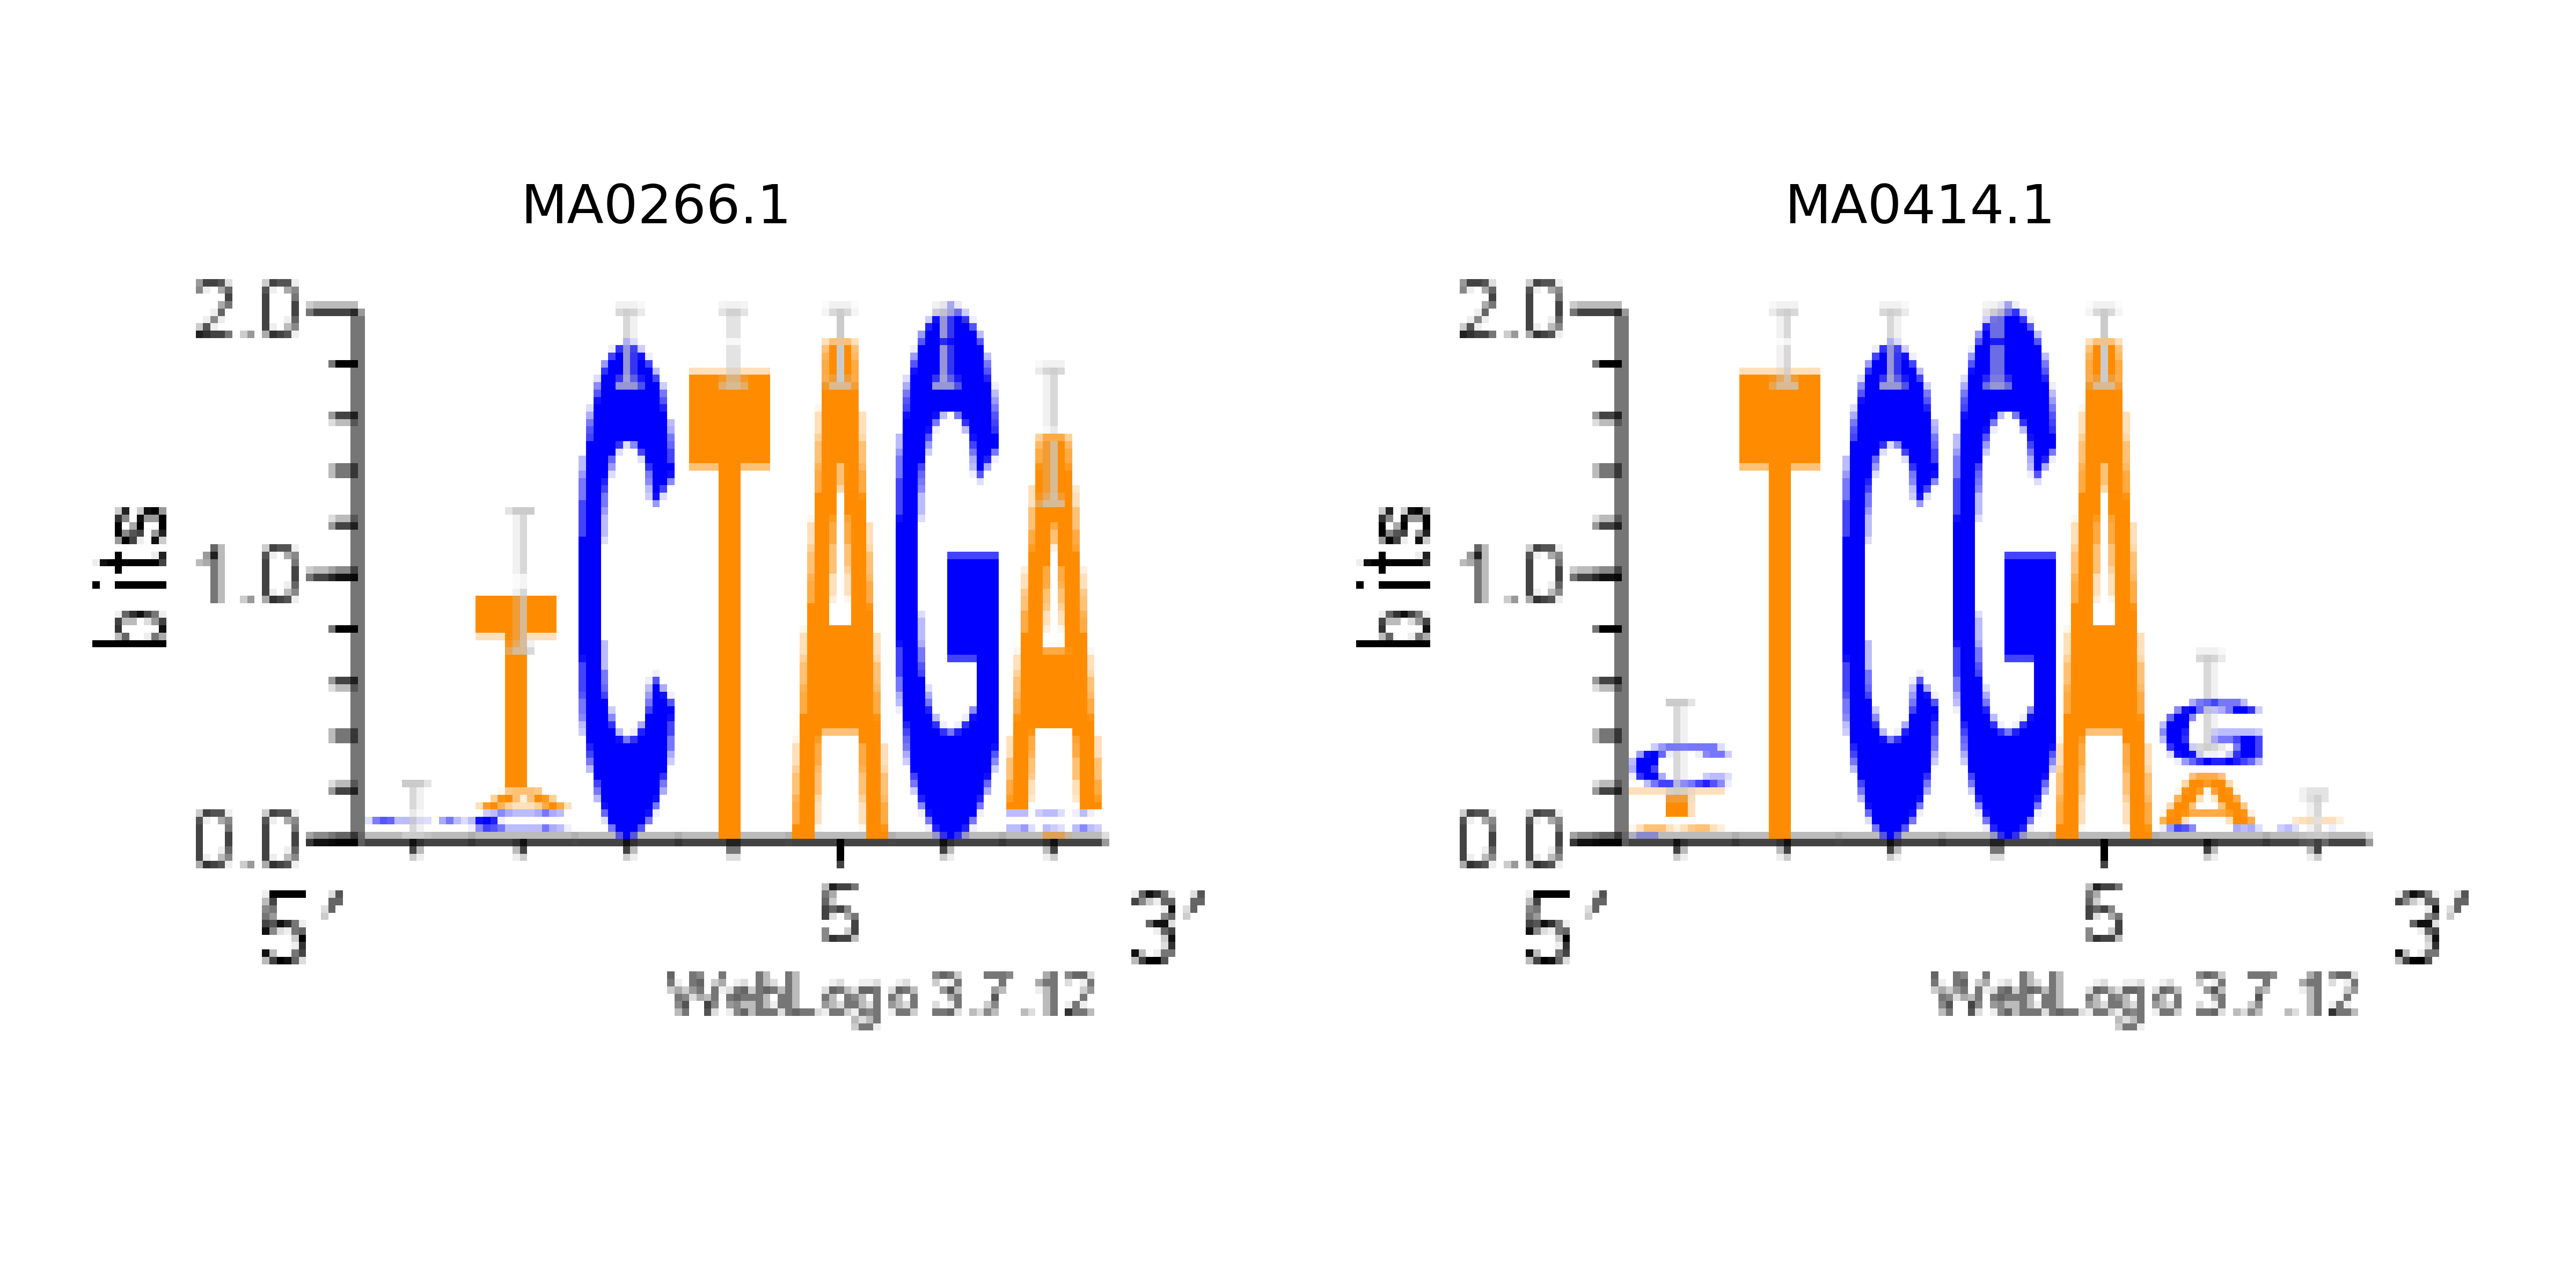 MA0266.1
2.0
1.0
0.0
bits
TCTAGA
5′
5
3′
WebLogo 3.7.12
MA0414.1
2.0
1.0
0.0
bits
C
T
TCGA
G
A
5′
5
3′
WebLogo 3.7.12